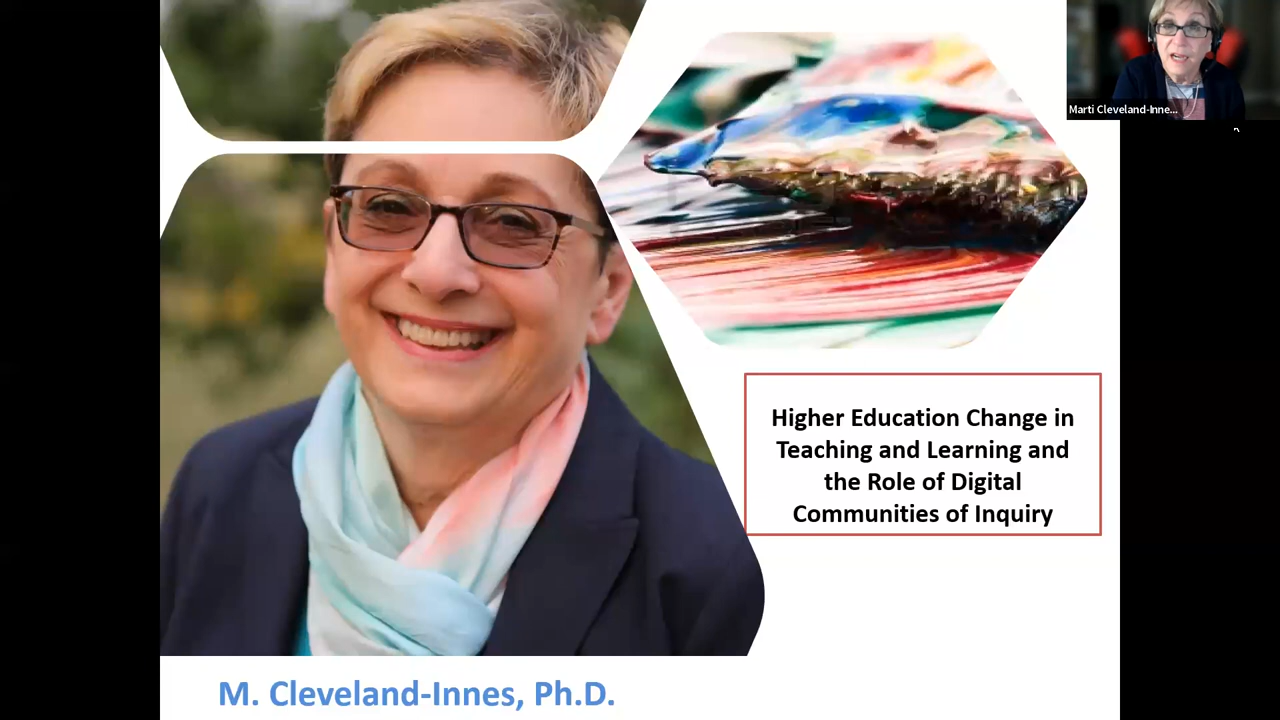 Marti Cleveland-Inne...
Higher Education Change in
Teaching and Learning and
the Role of Digital
Communities of Inquiry
M. Cleveland-Innes, Ph.D.